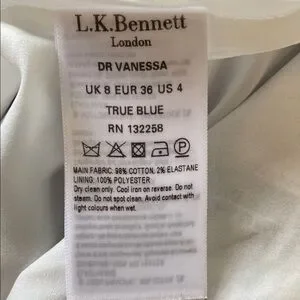 L.K.Bennett
London
DR VANESSA
UK 8 EUR 36 US 4
TRUE BLUE
RN 132258
MAIN FABRIC: 98% COTTON, 2% ELASTANE
LINING: 100% POLYESTER
Dry clean only. Cool iron on reverse. Do not
steam. Do not spot clean. Avoid contact with
light colours when wet.